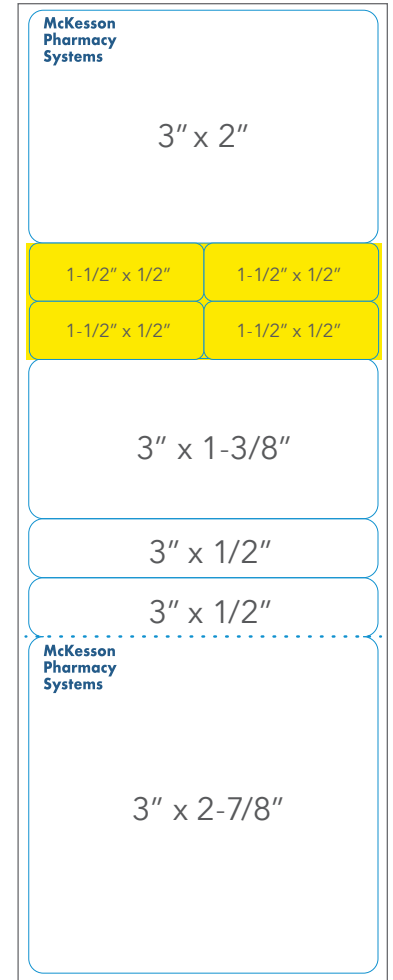 McKesson
Pharmacy
Systems
3” x 2”
1-1/2” x 1/2” 1-1/2” x 1/2”
1-1/2” x 1/2” 1-1/2” x 1/2”
3” x 1-3/8”
3” x 1/2”
3” x 1/2”
McKesson
Pharmacy
Systems
3” x 2-7/8”